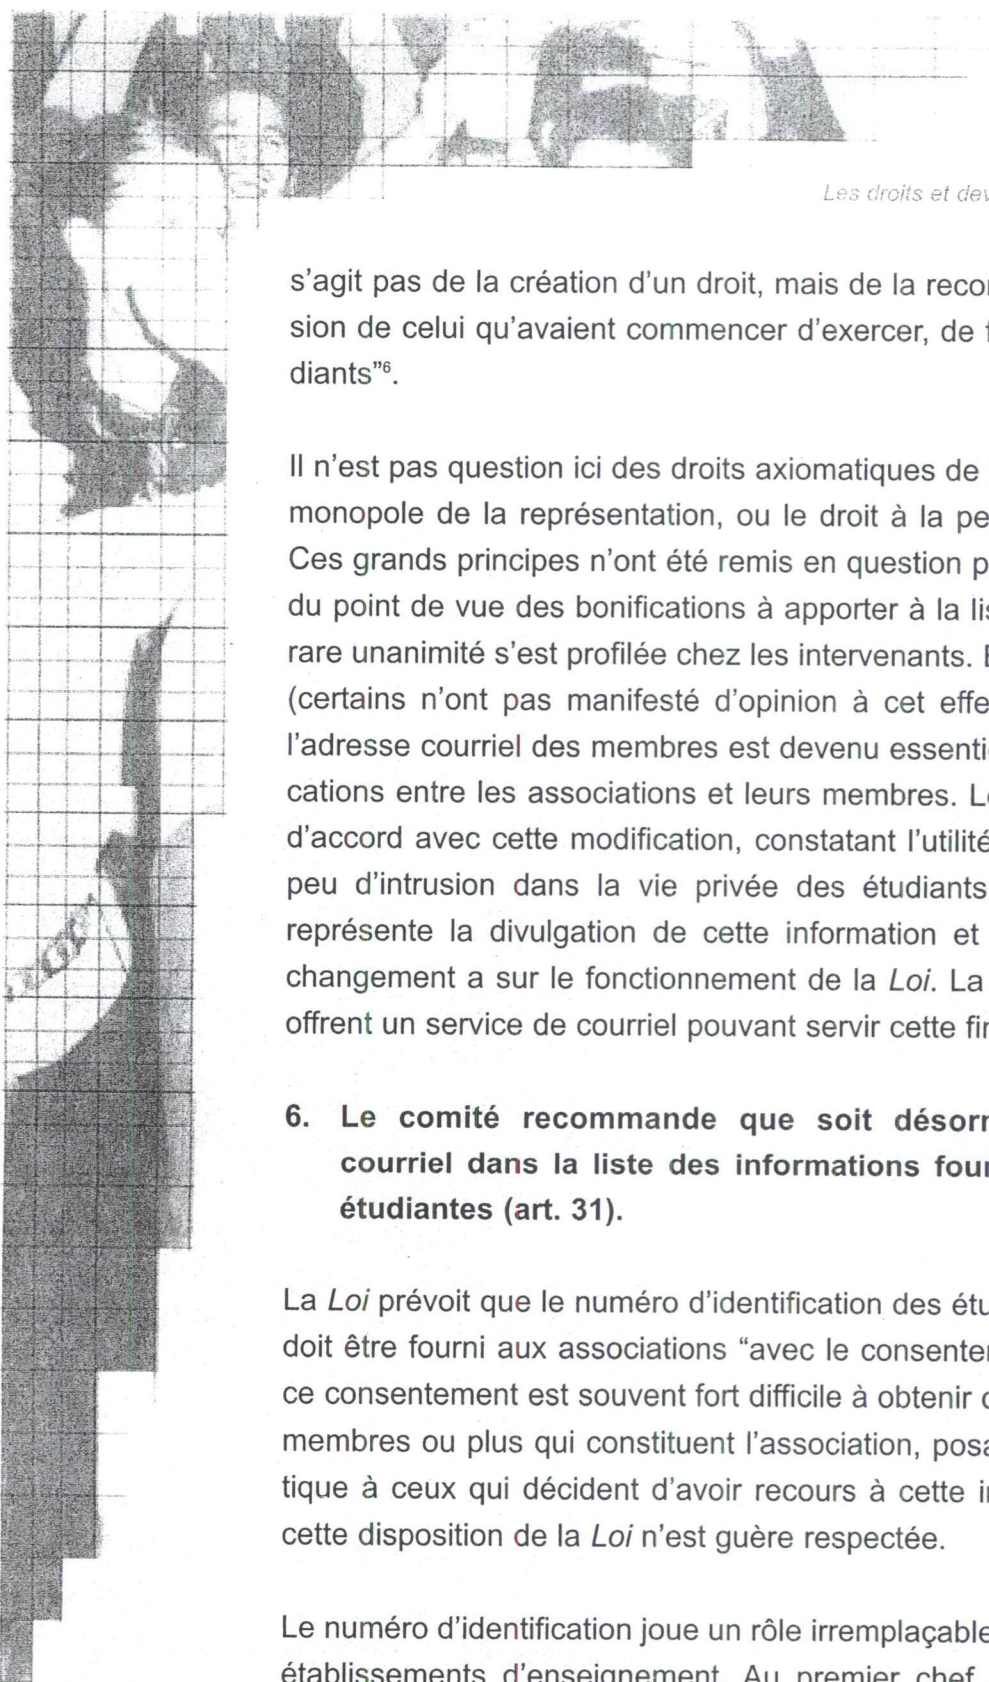 Les droits et dev
s'agit pas de la création d'un droit, mais de la recon
sion de celui qu'avaient commencer d'exercer, de f
diants”⁶.
Il n'est pas question ici des droits axiomatiques de
monopole de la représentation, ou le droit à la pe
Ces grands principes n'ont été remis en question p
du point de vue des bonifications à apporter à la lis
rare unanimité s'est profilée chez les intervenants. E
(certains n'ont pas manifesté d'opinion à cet effe
l'adresse courriel des membres est devenu essenti
cations entre les associations et leurs membres. L
d'accord avec cette modification, constatant l'utilité
peu d'intrusion dans la vie privée des étudiants
représente la divulgation de cette information et
changement a sur le fonctionnement de la Loi. La
offrent un service de courriel pouvant servir cette fin
6. Le comité recommande que soit désorm
courriel dans la liste des informations four
étudiantes (art. 31).
La Loi prévoit que le numéro d'identification des étu
doit être fourni aux associations “avec le consenter
ce consentement est souvent fort difficile à obtenir
membres ou plus qui constituent l'association, posa
tique à ceux qui décident d'avoir recours à cette i
cette disposition de la Loi n'est guère respectée.
Le numéro d'identification joue un rôle irremplaçable
établissements d'enseignement. Au premier chef